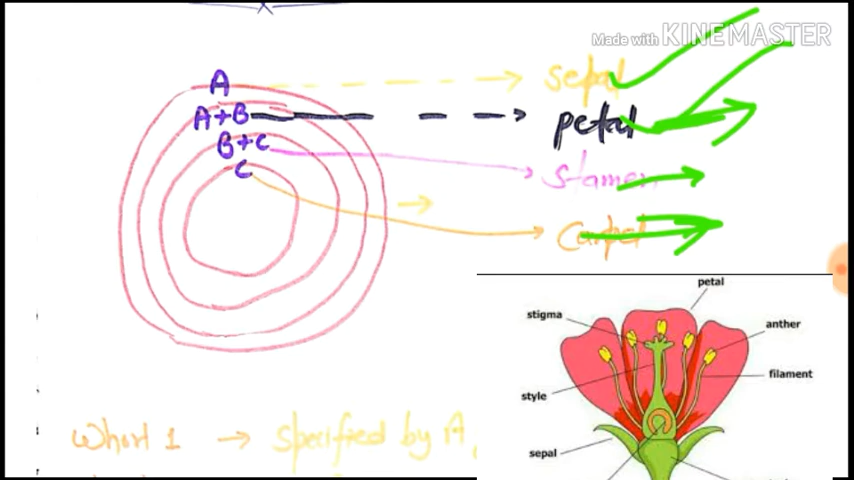 Made with KINEMASTER
A sepal
A+B petal
B+C stamen
C Carpel
petal
stigma
anther
filament
style
sepal
Whorl 1 → Specified by A,